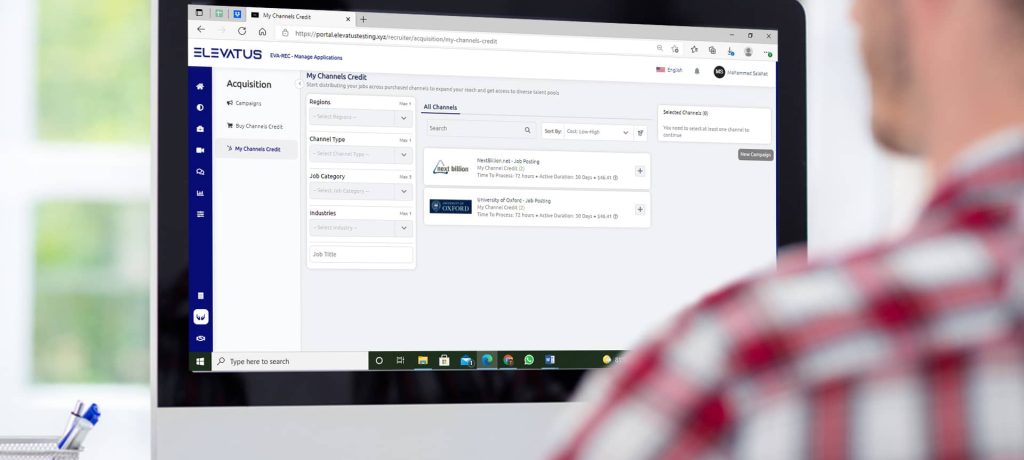 My Channels Credit
https://portal.elevatustesting.xyz/recruiter/acquisition/my-channels-credit
ELEVATUS
EVA-REC - Manage Applications
English
MS
Mohammad Salahat
Acquisition
Campaigns
Buy Channels Credit
My Channels Credit
My Channels Credit
Start distributing your jobs across purchased channels to expand your reach and get access to diverse talent pools
Regions
Max 1
-- Select Regions --
Channel Type
Max 1
-- Select Channel Type --
Job Category
Max 3
-- Select Job Category --
Industries
Max 1
-- Select Industry --
Job Title
All Channels
Search
Sort By: Cost: Low-High
next billion
NextBillion.net - Job Posting
My Channel Credit (2)
Time To Process: 72 hours • Active Duration: 30 Days • $46.41
UNIVERSITY OF
OXFORD
University of Oxford - Job Posting
My Channel Credit (2)
Time To Process: 72 hours • Active Duration: 30 Days • $46.41
Selected Channels (0)
You need to select at least one channel to
continue
New Campaign
Type here to search